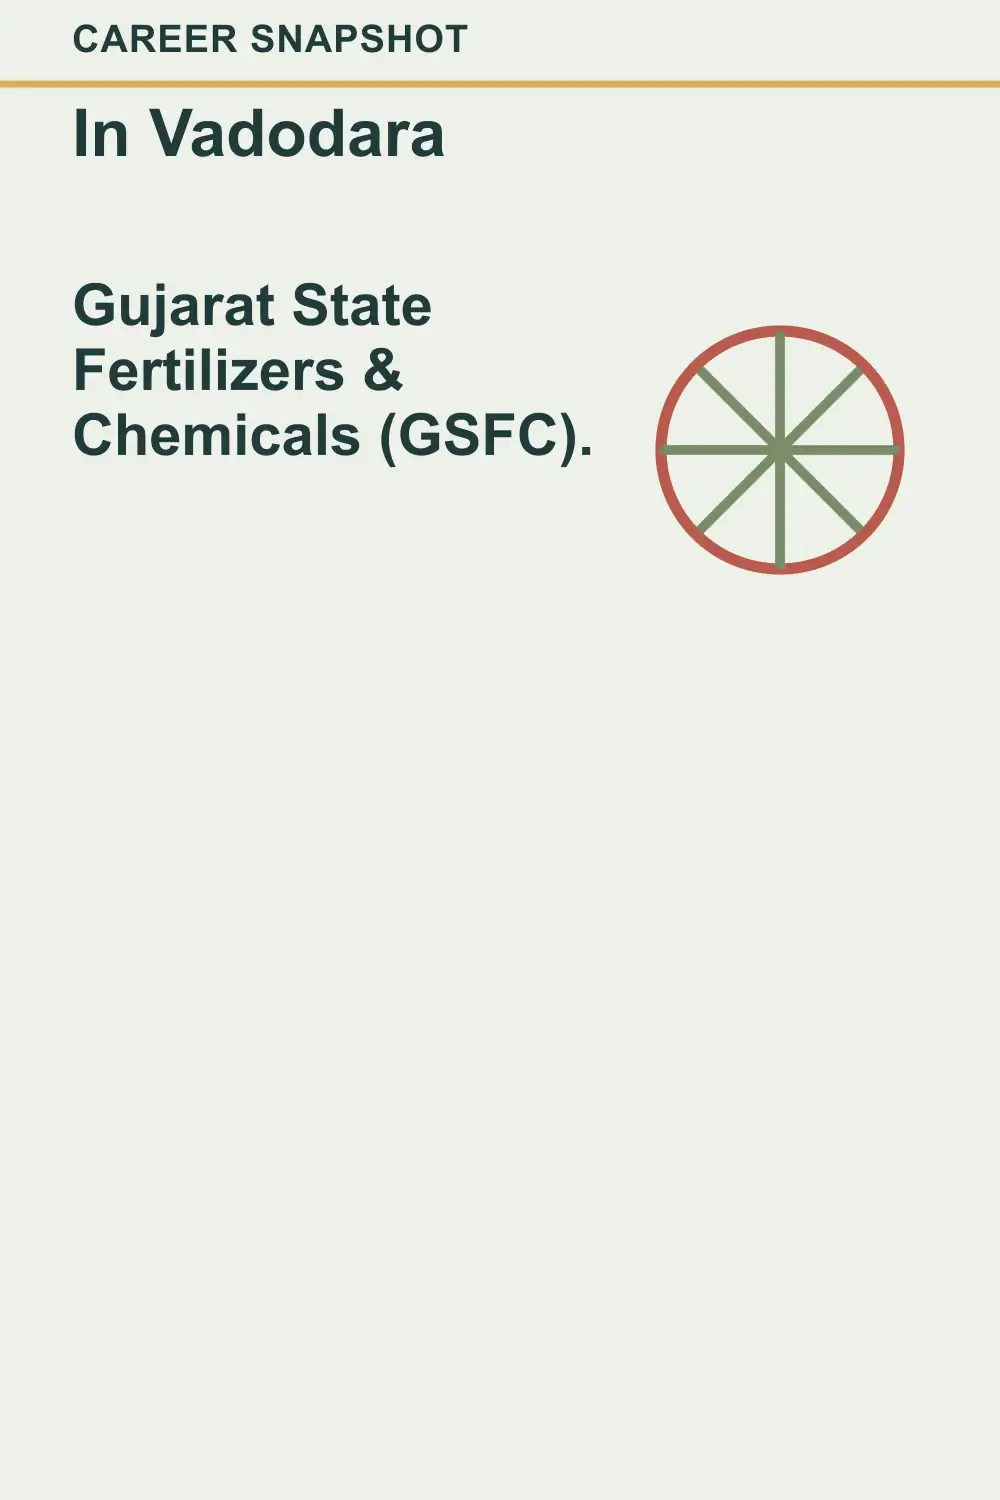 CAREER SNAPSHOT
In Vadodara
Gujarat State
Fertilizers &
Chemicals (GSFC).